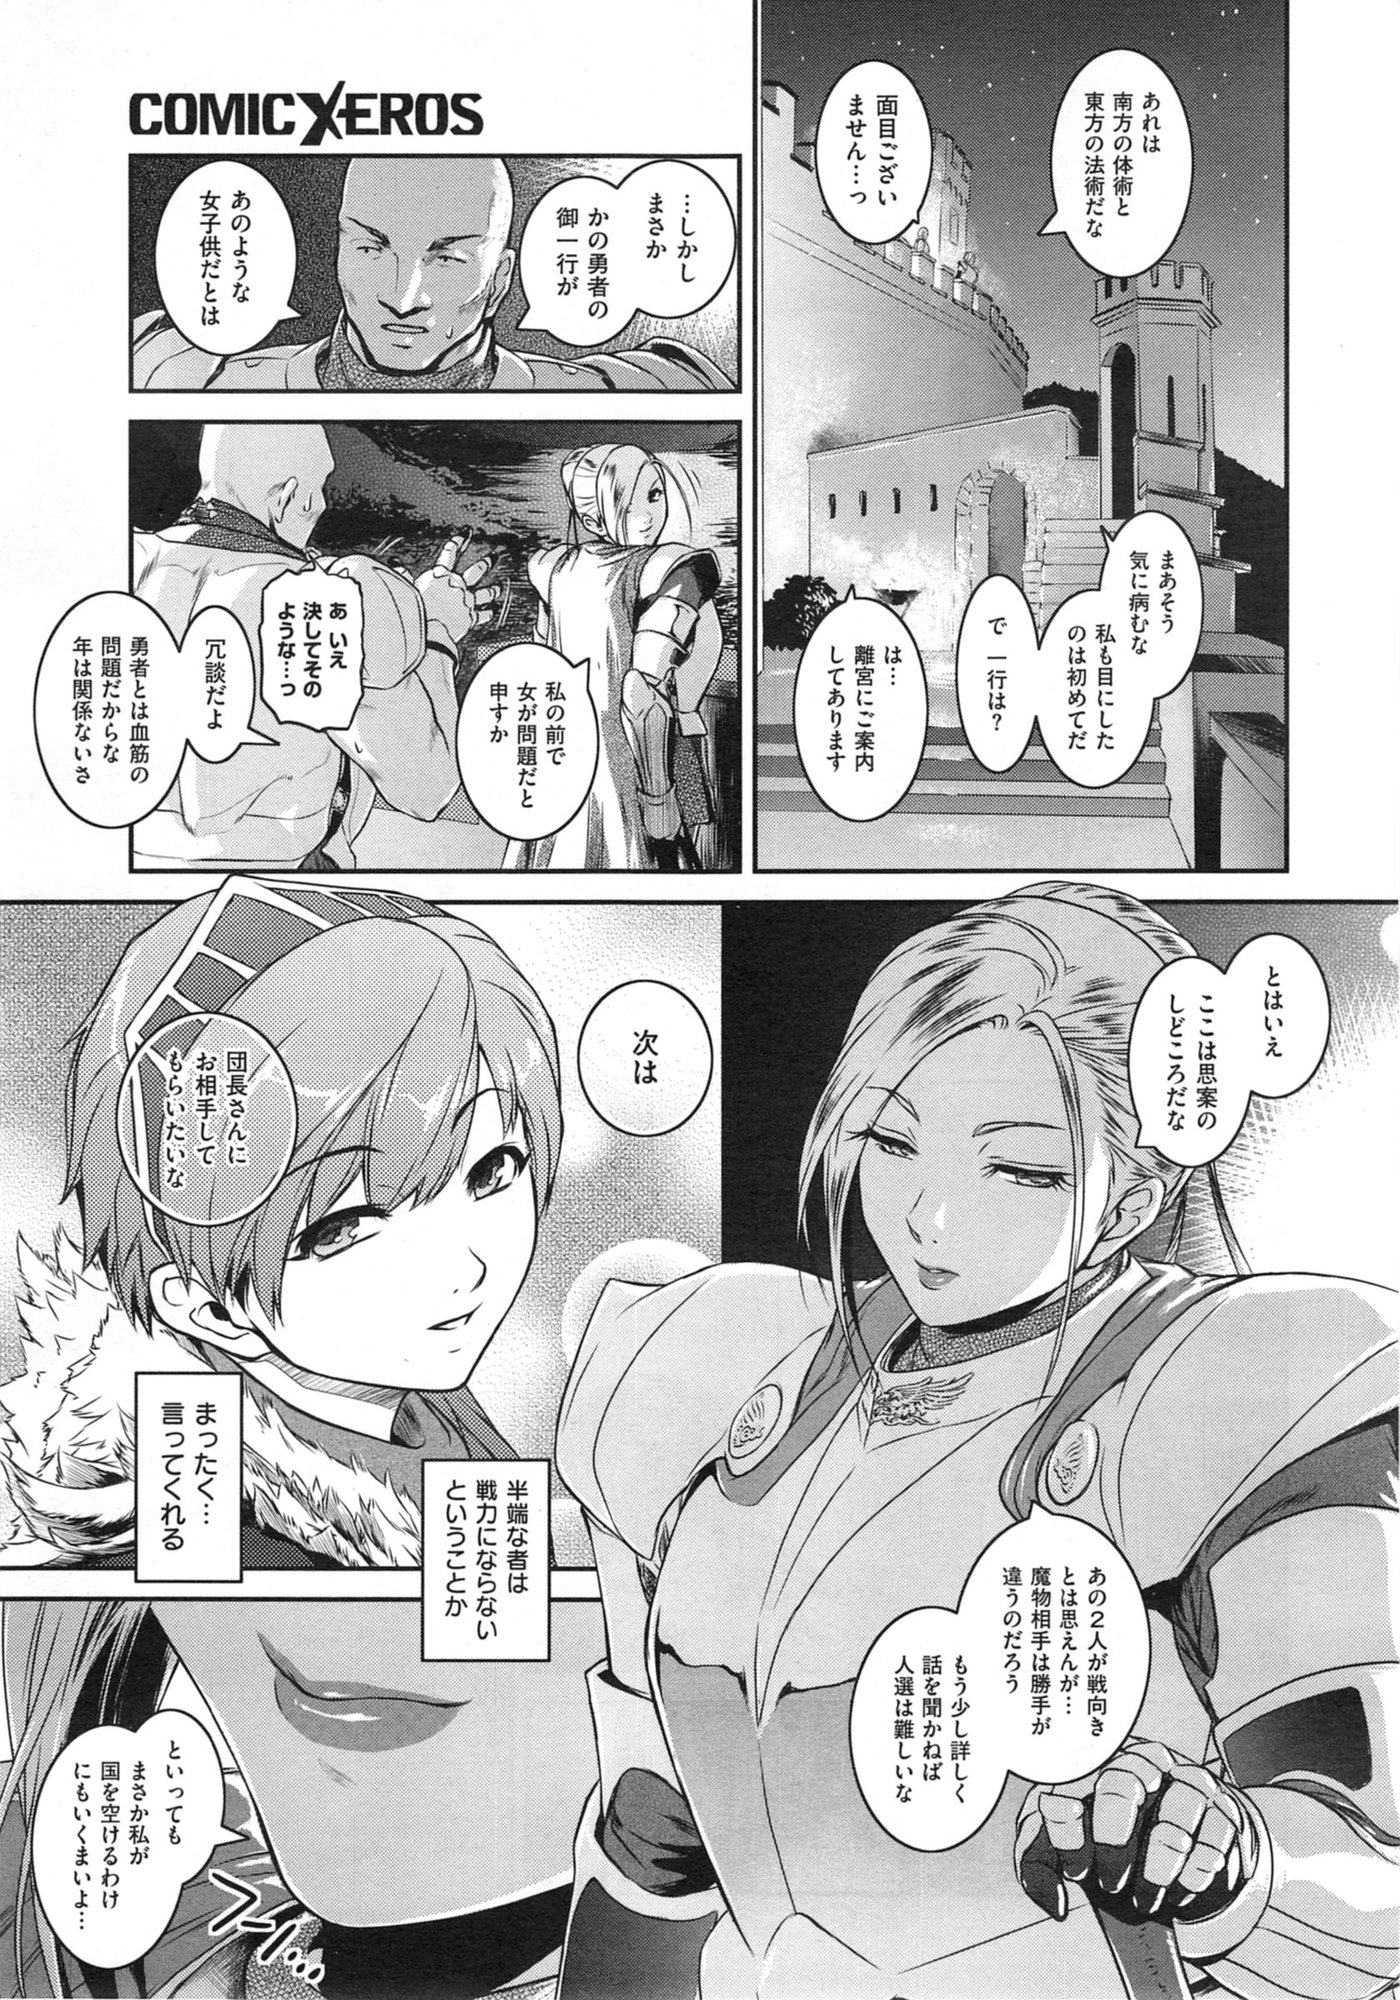 あれは
南方の体術と
東方の法術だな
面目ござい
ません…っ
まあそう
気に病むな
私も目にした
のは初めてだ
で 一行は?
は…
離宮にご案内
してあります
COMIC XEROS
…しかし
まさか
かの勇者の
御一行が
あのような
女子供だとは
私の前で
女が問題だと
申すか
あ いえ
決してその
ような…っ
冗談だよ
勇者とは血筋の
問題だからな
年は関係ないさ
とはいえ
ここは思案の
しどころだな
次は
団長さんに
お相手して
もらいたいな
まったく…
言ってくれる
半端な者は
戦力にならない
ということか
あの2人が戦向き
とは思えんが…
魔物相手は勝手が
違うのだろう
もう少し詳しく
話を聞かねば
人選は難しいな
といっても
まさか私が
国を空けるわけ
にもいくまいよ…
フーッ…